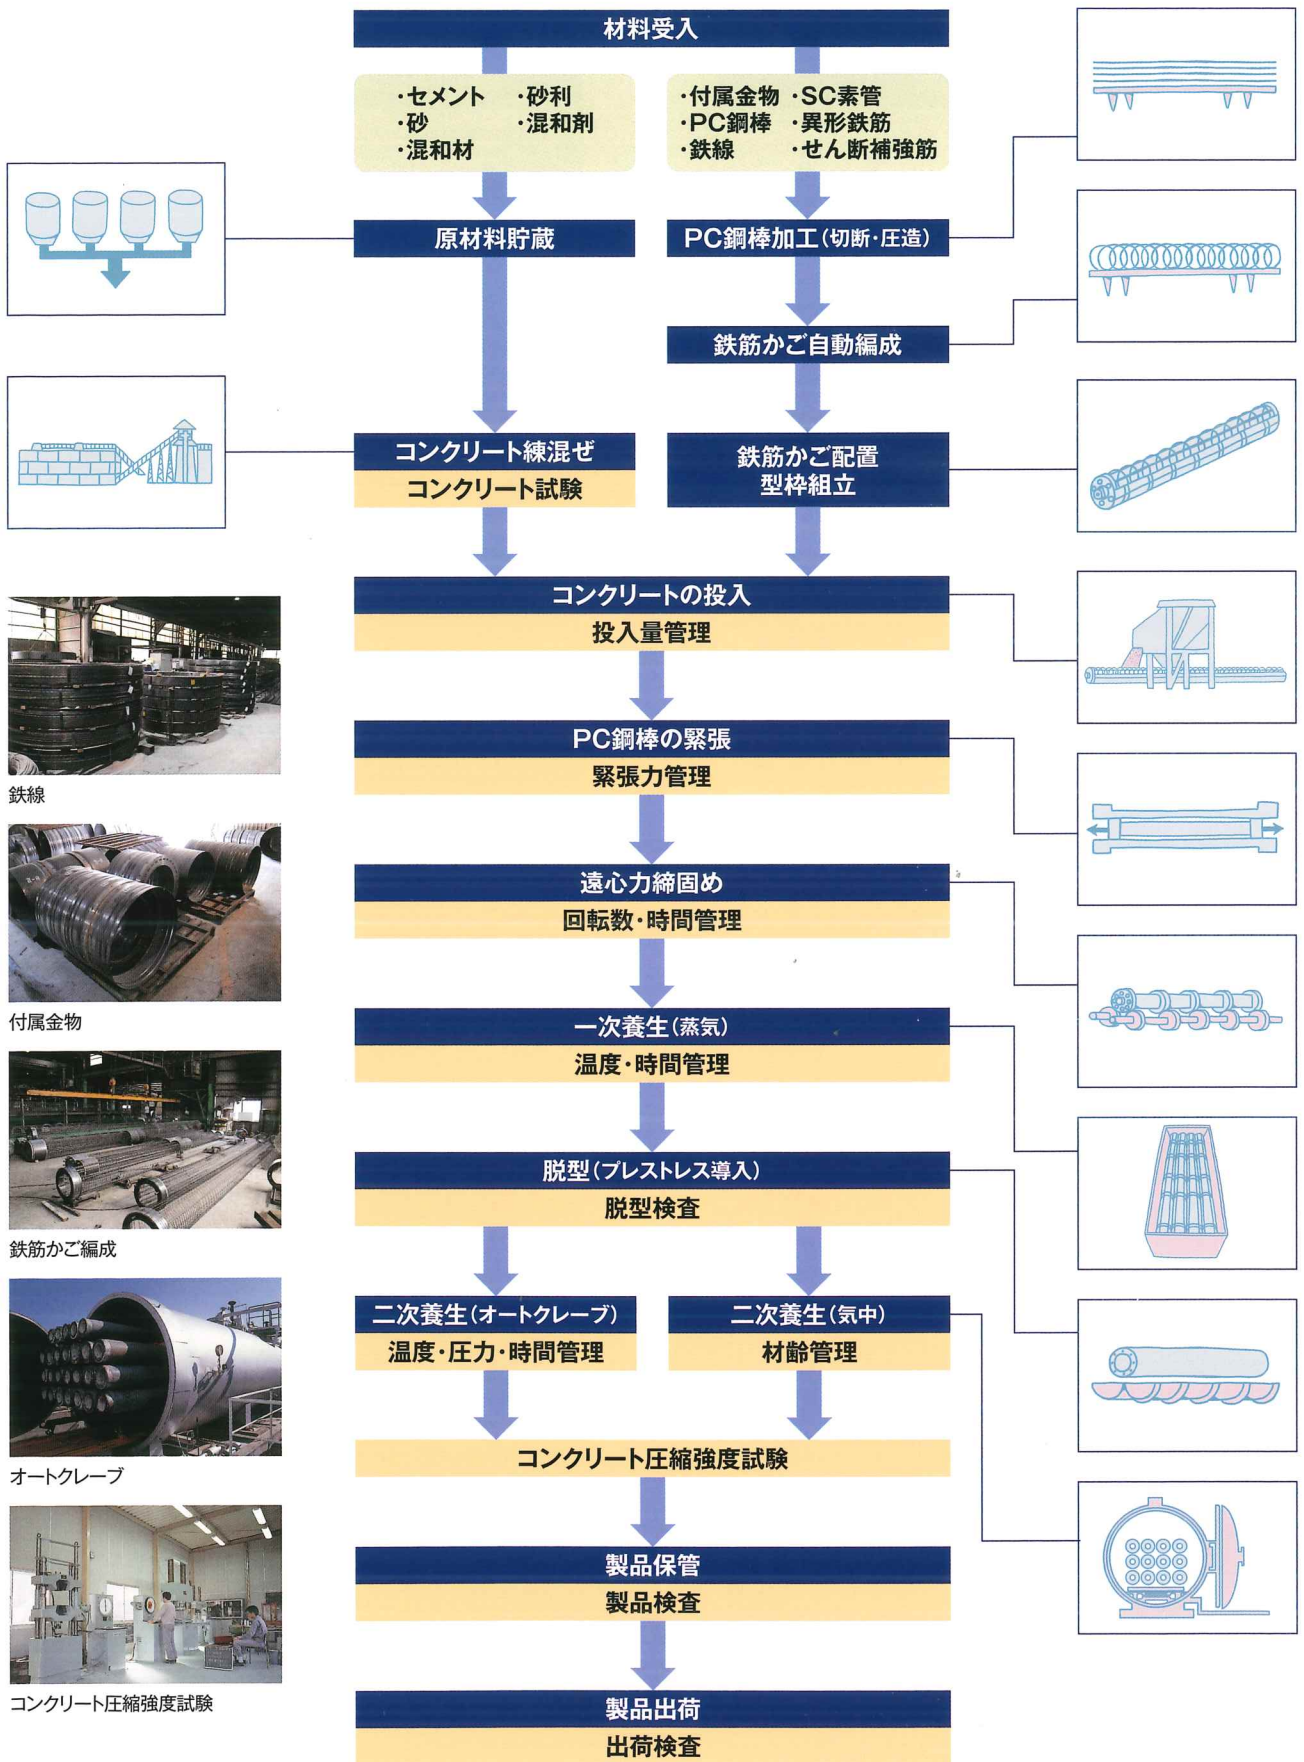 材料受入
・セメント ・砂利
・砂 ・混和剤
・混和材
・付属金物 ・SC素管
・PC鋼棒 ・異形鉄筋
・鉄線 ・せん断補強筋
原材料貯蔵
PC鋼棒加工(切断・圧造)
鉄筋かご自動編成
コンクリート練混ぜ
コンクリート試験
鉄筋かご配置
型枠組立
コンクリートの投入
投入量管理
PC鋼棒の緊張
緊張力管理
遠心力締固め
回転数・時間管理
一次養生(蒸気)
温度・時間管理
脱型(プレストレス導入)
脱型検査
二次養生(オートクレーブ)
温度・圧力・時間管理
二次養生(気中)
材齢管理
コンクリート圧縮強度試験
製品保管
製品検査
製品出荷
出荷検査
鉄線
付属金物
鉄筋かご編成
オートクレーブ
コンクリート圧縮強度試験